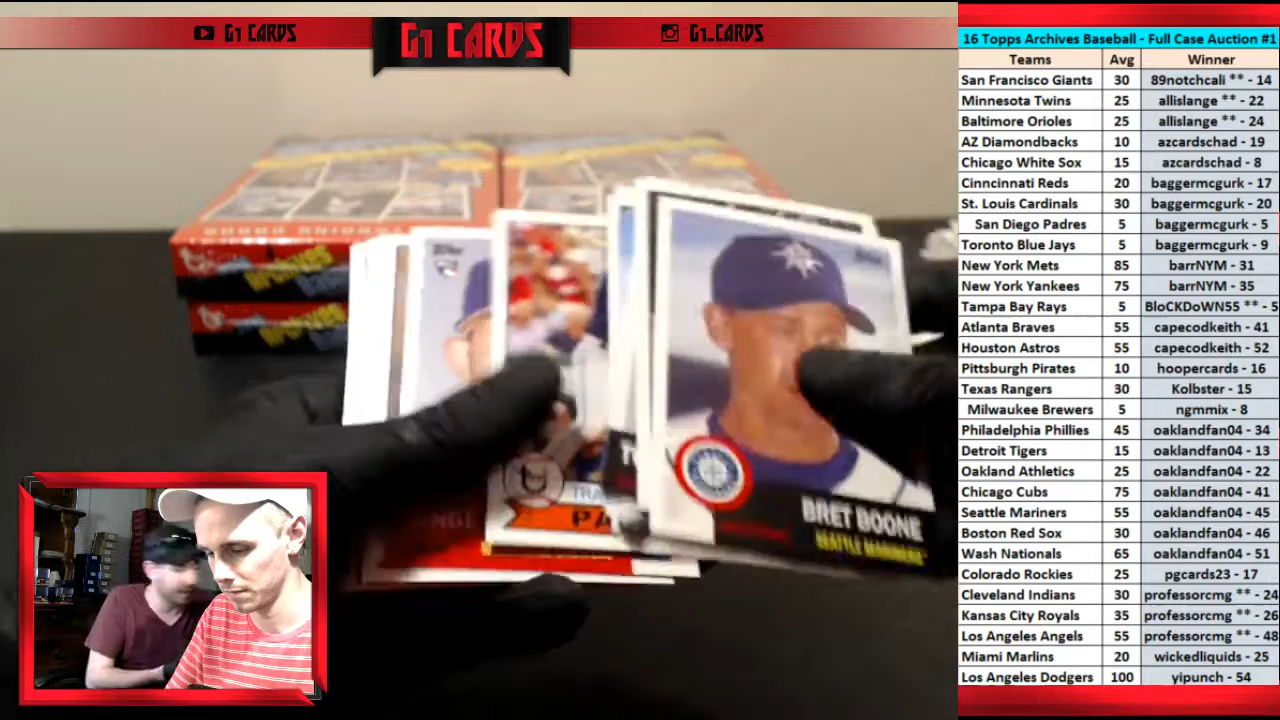 G1 CARDS
G1 CARDS
G1_CARDS
BRET BOONE
SEATTLE MARINERS
16 Topps Archives Baseball - Full Case Auction #1
Teams Avg Winner
San Francisco Giants 30 89notchcali ** - 14
Minnesota Twins 25 allislange ** - 22
Baltimore Orioles 25 allislange ** - 24
AZ Diamondbacks 10 azcardschad - 19
Chicago White Sox 15 azcardschad - 8
Cinncinnati Reds 20 baggermcgurk - 17
St. Louis Cardinals 30 baggermcgurk - 20
San Diego Padres 5 baggermcgurk - 5
Toronto Blue Jays 5 baggermcgurk - 9
New York Mets 85 barrNYM - 31
New York Yankees 75 barrNYM - 35
Tampa Bay Rays 5 BloCKDoWN55 ** - 5
Atlanta Braves 55 capecodkeith - 41
Houston Astros 55 capecodkeith - 52
Pittsburgh Pirates 10 hoopercards - 16
Texas Rangers 30 Kolbster - 15
Milwaukee Brewers 5 ngmmix - 8
Philadelphia Phillies 45 oaklandfan04 - 34
Detroit Tigers 15 oaklandfan04 - 13
Oakland Athletics 25 oaklandfan04 - 22
Chicago Cubs 75 oaklandfan04 - 41
Seattle Mariners 55 oaklandfan04 - 45
Boston Red Sox 30 oaklandfan04 - 46
Wash Nationals 65 oaklandfan04 - 51
Colorado Rockies 25 pgcards23 - 17
Cleveland Indians 30 professorcmg ** - 24
Kansas City Royals 35 professorcmg ** - 26
Los Angeles Angels 55 professorcmg ** - 48
Miami Marlins 20 wickedliquids - 25
Los Angeles Dodgers 100 yipunch - 54